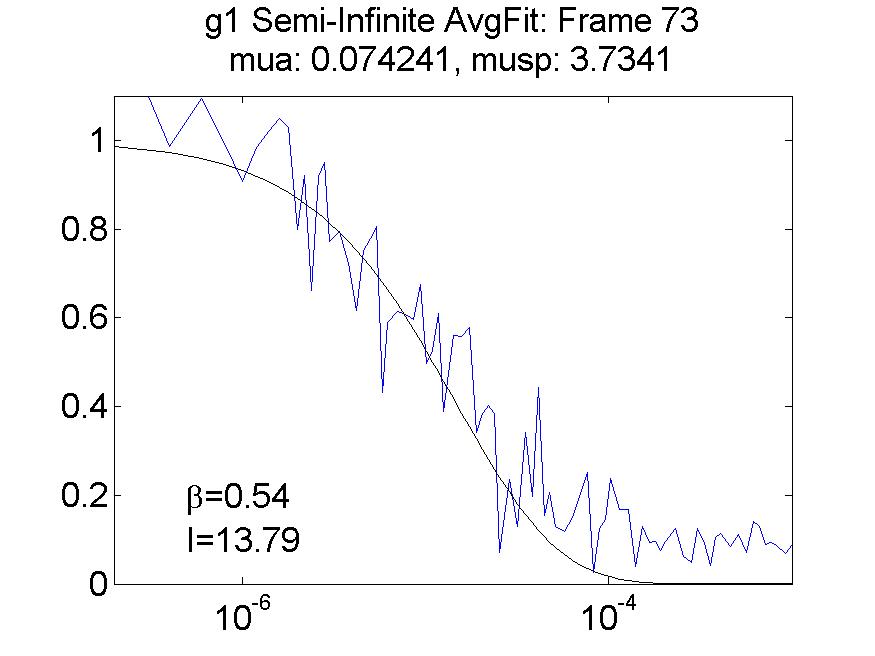 g1 Semi-Infinite AvgFit: Frame 73
mua: 0.074241, musp: 3.7341
1
0.8
0.6
0.4
0.2
0
β=0.54
I=13.79
10^-6
10^-4